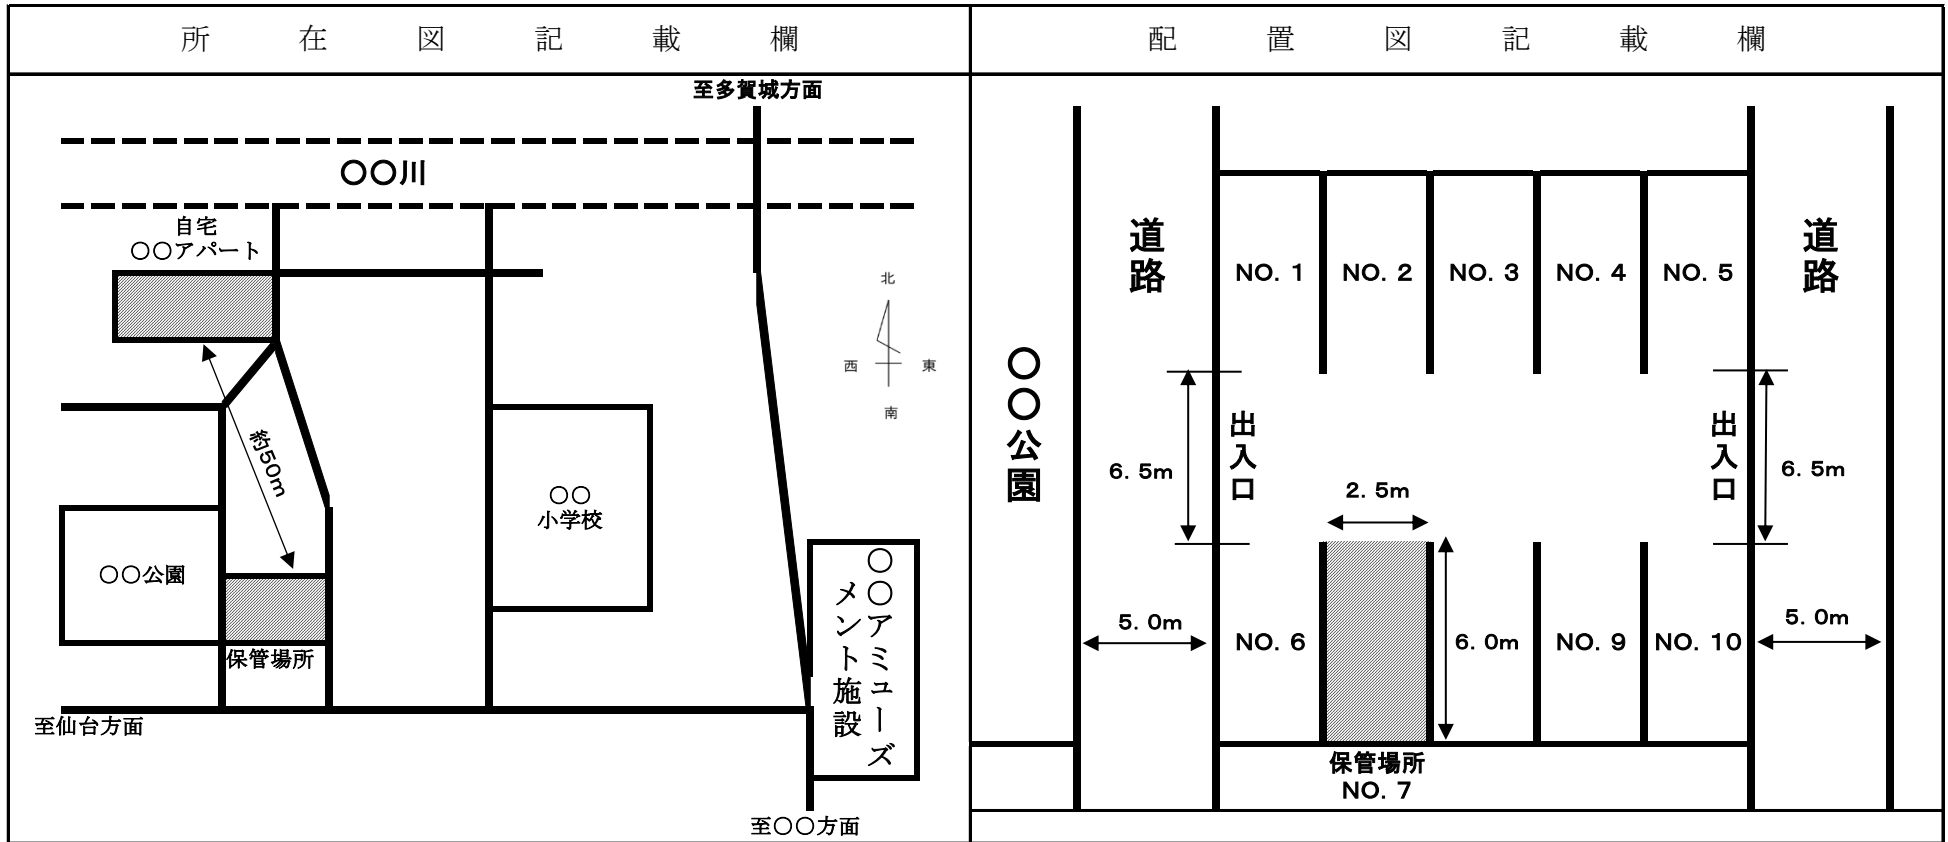 所在図記載欄
至多賀城方面
〇〇川
自宅
〇〇アパート
北
西
東
南
約50m
〇〇
小学校
〇〇公園
保管場所
〇〇アミューズ
メント施設
至仙台方面
至〇〇方面
配置図記載欄
道路
道路
NO. 1
NO. 2
NO. 3
NO. 4
NO. 5
〇〇公園
出入口
出入口
6. 5m
6. 5m
2. 5m
5. 0m
5. 0m
NO. 6
6. 0m
NO. 9
NO. 10
保管場所
NO. 7